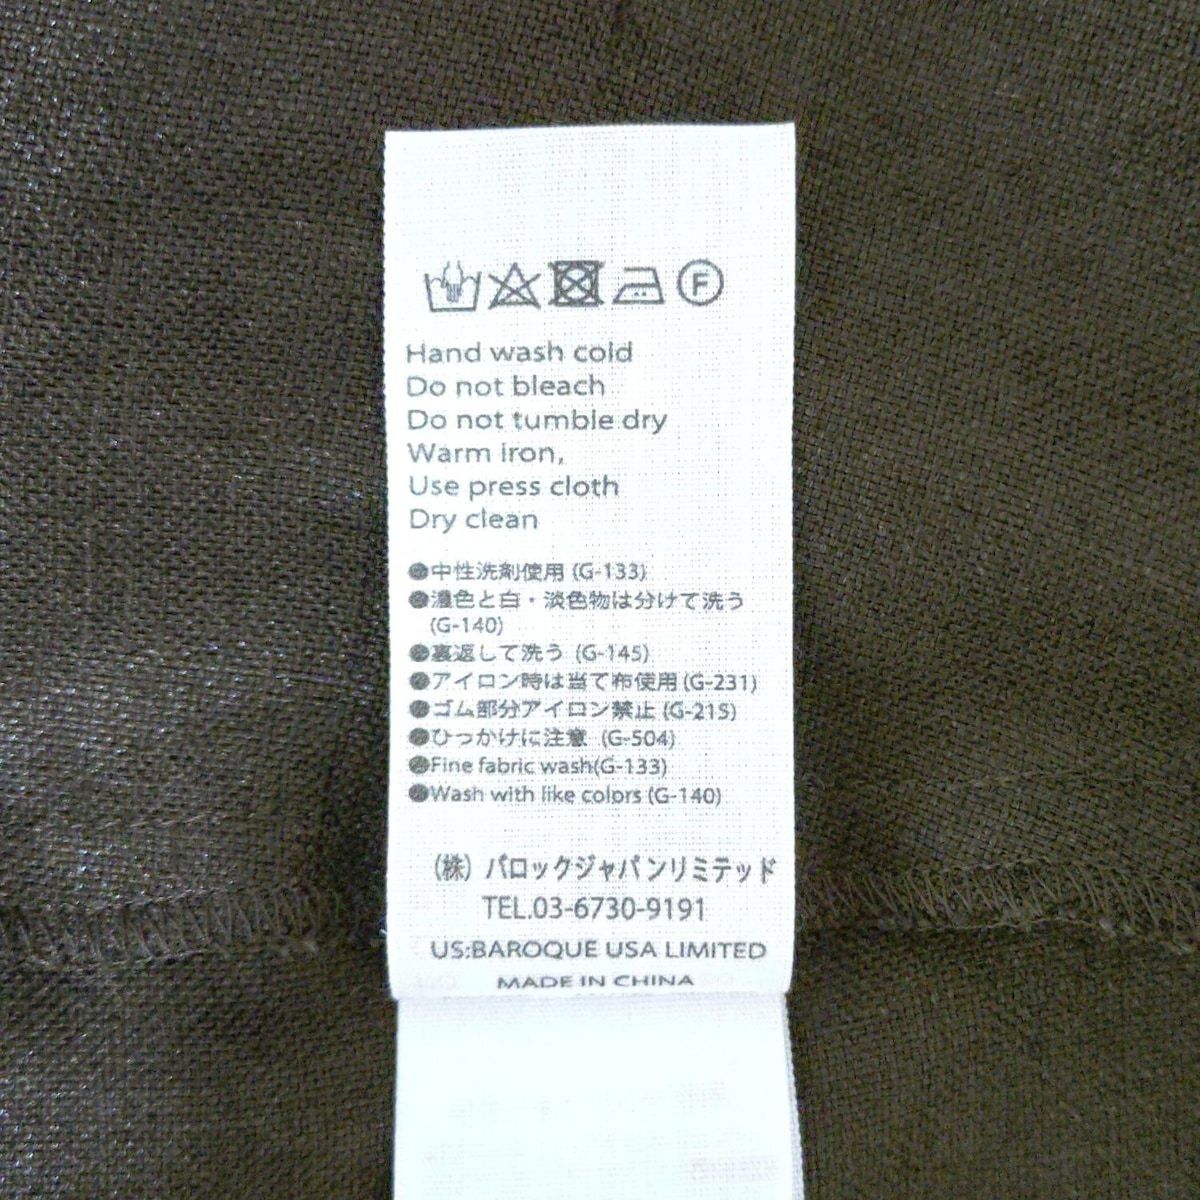 F
Hand wash cold
Do not bleach
Do not tumble dry
Warm iron,
Use press cloth
Dry clean
●中性洗剤使用 (G-133)
●濃色と白・淡色物は分けて洗う
(G-140)
●裏返して洗う (G-145)
●アイロン時は当て布使用 (G-231)
●ゴム部分アイロン禁止 (G-215)
●ひっかけに注意 (G-504)
●Fine fabric wash(G-133)
●Wash with like colors (G-140)
(株) バロックジャパンリミテッド
TEL.03-6730-9191
US:BAROQUE USA LIMITED
MADE IN CHINA